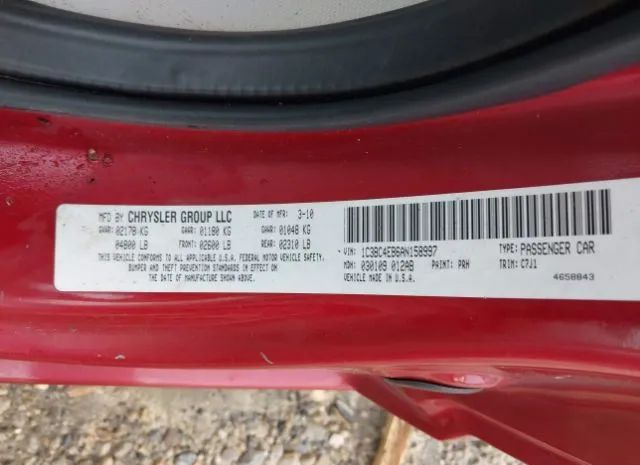 MFD BY CHRYSLER GROUP LLC DATE OF MFR: 3-10
GVWR: 02178 KG GAWR: 01180 KG GAWR 01048 KG
04800 LB FRONT: 02600 LB REAR: 02310 LB
THIS VEHICLE CONFORMS TO ALL APPLICABLE U.S.A. FEDERAL MOTOR VEHICLE SAFETY,
BUMPER AND THEFT PREVENTION STANDARDS IN EFFECT ON
THE DATE OF MANUFACTURE SHOWN ABOVE.
VIN: 1C3BC4EB6AN158997 TYPE: PASSENGER CAR
MDH: 030109 012AB PAINT: PRH TRIM: C7J1
VEHICLE MADE IN U.S.A. 4658843